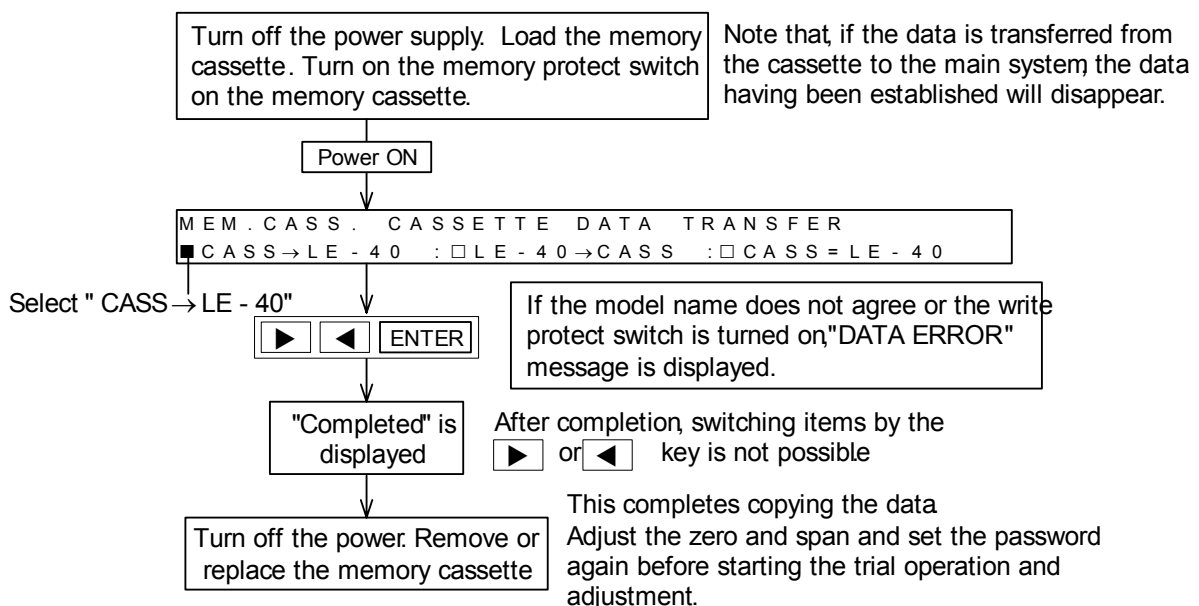 Turn off the power supply. Load the memory
cassette. Turn on the memory protect switch
on the memory cassette.
Note that, if the data is transferred from
the cassette to the main system, the data
having been established will disappear.
Power ON
MEM.CASS. CASSETTE DATA TRANSFER
■CASS→LE-40 :□LE-40→CASS :□CASS=LE-40
Select " CASS→LE - 40"
▶ ◀ ENTER
If the model name does not agree or the write
protect switch is turned on,"DATA ERROR"
message is displayed.
"Completed" is
displayed
After completion, switching items by the
▶ or ◀ key is not possible
Turn off the power. Remove or
replace the memory cassette
This completes copying the data.
Adjust the zero and span and set the password
again before starting the trial operation and
adjustment.